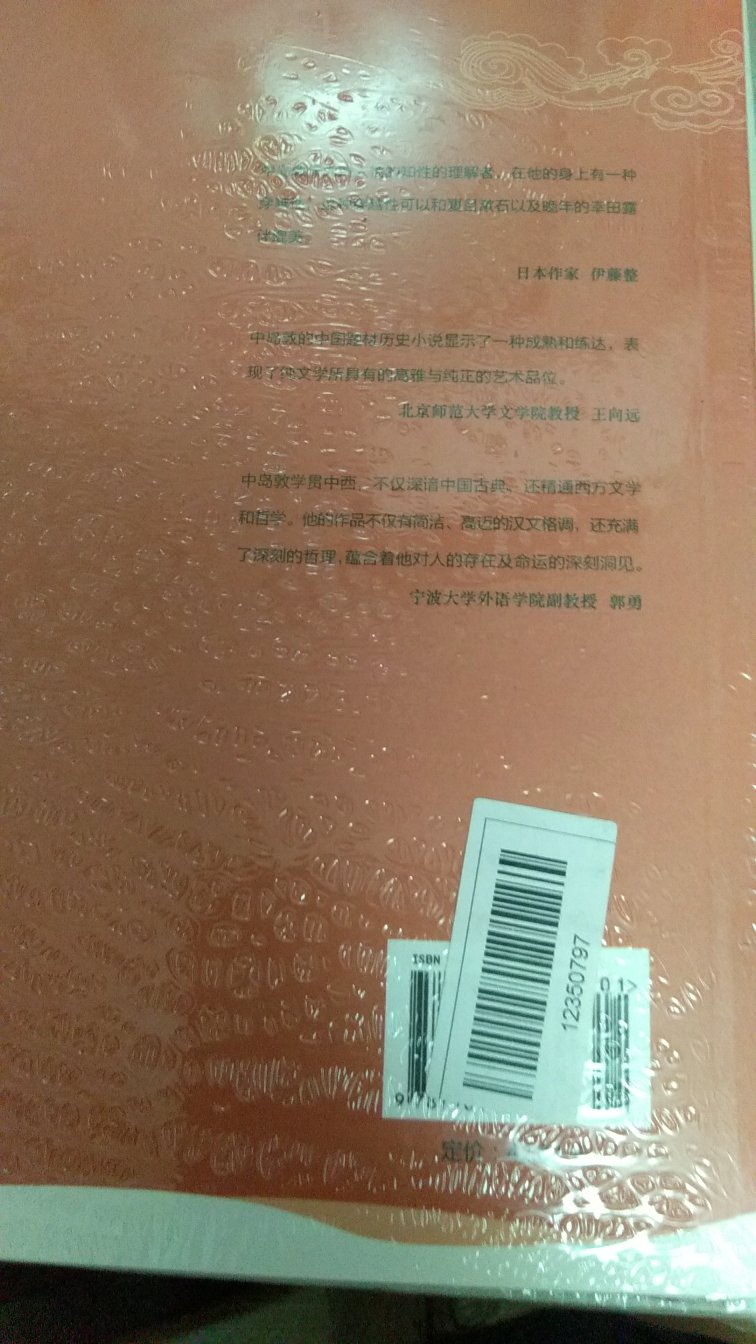 的知性的理解者，在他的身上有一种
性可以和夏目漱石以及晚年的幸田露
伴媲美。
日本作家 伊藤整
中岛敦的中国题材历史小说显示了一种成熟和练达，表
现了纯文学所具有的高雅与纯正的艺术品位。
北京师范大学文学院教授 王向远
中岛敦学贯中西，不仅深谙中国古典、还精通西方文学
和哲学。他的作品不仅有简洁、高迈的汉文格调，还充满
了深刻的哲理，蕴含着他对人的存在及命运的深刻洞见。
宁波大学外语学院副教授 郭勇
12350797
ISBN
定价：